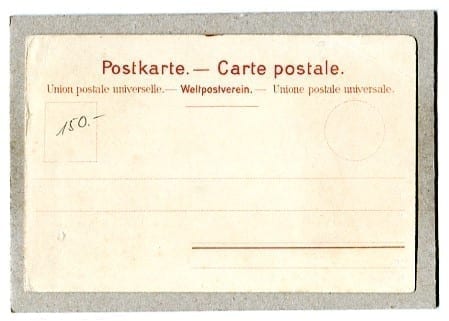 Postkarte. — Carte postale.
Union postale universelle. — Weltpostverein. — Unione postale universale.
150.-